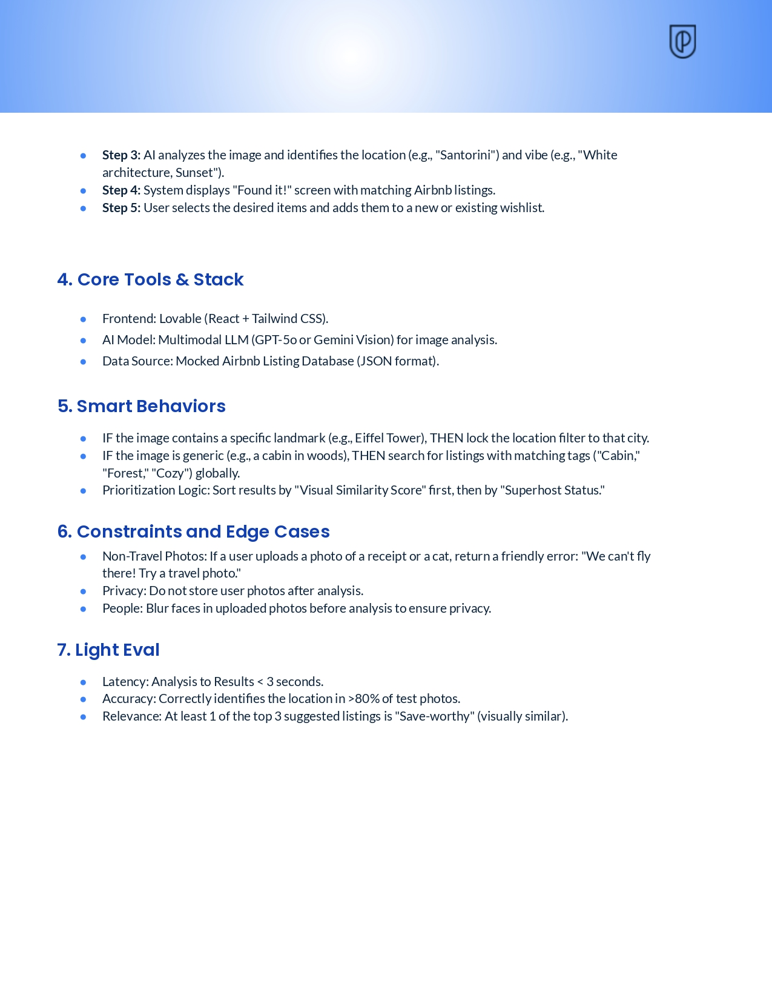 ● Step 3: AI analyzes the image and identifies the location (e.g., "Santorini") and vibe (e.g., "White
architecture, Sunset").
● Step 4: System displays "Found it!" screen with matching Airbnb listings.
● Step 5: User selects the desired items and adds them to a new or existing wishlist.
4. Core Tools & Stack
● Frontend: Lovable (React + Tailwind CSS).
● AI Model: Multimodal LLM (GPT-5o or Gemini Vision) for image analysis.
● Data Source: Mocked Airbnb Listing Database (JSON format).
5. Smart Behaviors
● IF the image contains a specific landmark (e.g., Eiffel Tower), THEN lock the location filter to that city.
● IF the image is generic (e.g., a cabin in woods), THEN search for listings with matching tags ("Cabin,"
"Forest," "Cozy") globally.
● Prioritization Logic: Sort results by "Visual Similarity Score" first, then by "Superhost Status."
6. Constraints and Edge Cases
● Non-Travel Photos: If a user uploads a photo of a receipt or a cat, return a friendly error: "We can't fly
there! Try a travel photo."
● Privacy: Do not store user photos after analysis.
● People: Blur faces in uploaded photos before analysis to ensure privacy.
7. Light Eval
● Latency: Analysis to Results < 3 seconds.
● Accuracy: Correctly identifies the location in >80% of test photos.
● Relevance: At least 1 of the top 3 suggested listings is "Save-worthy" (visually similar).